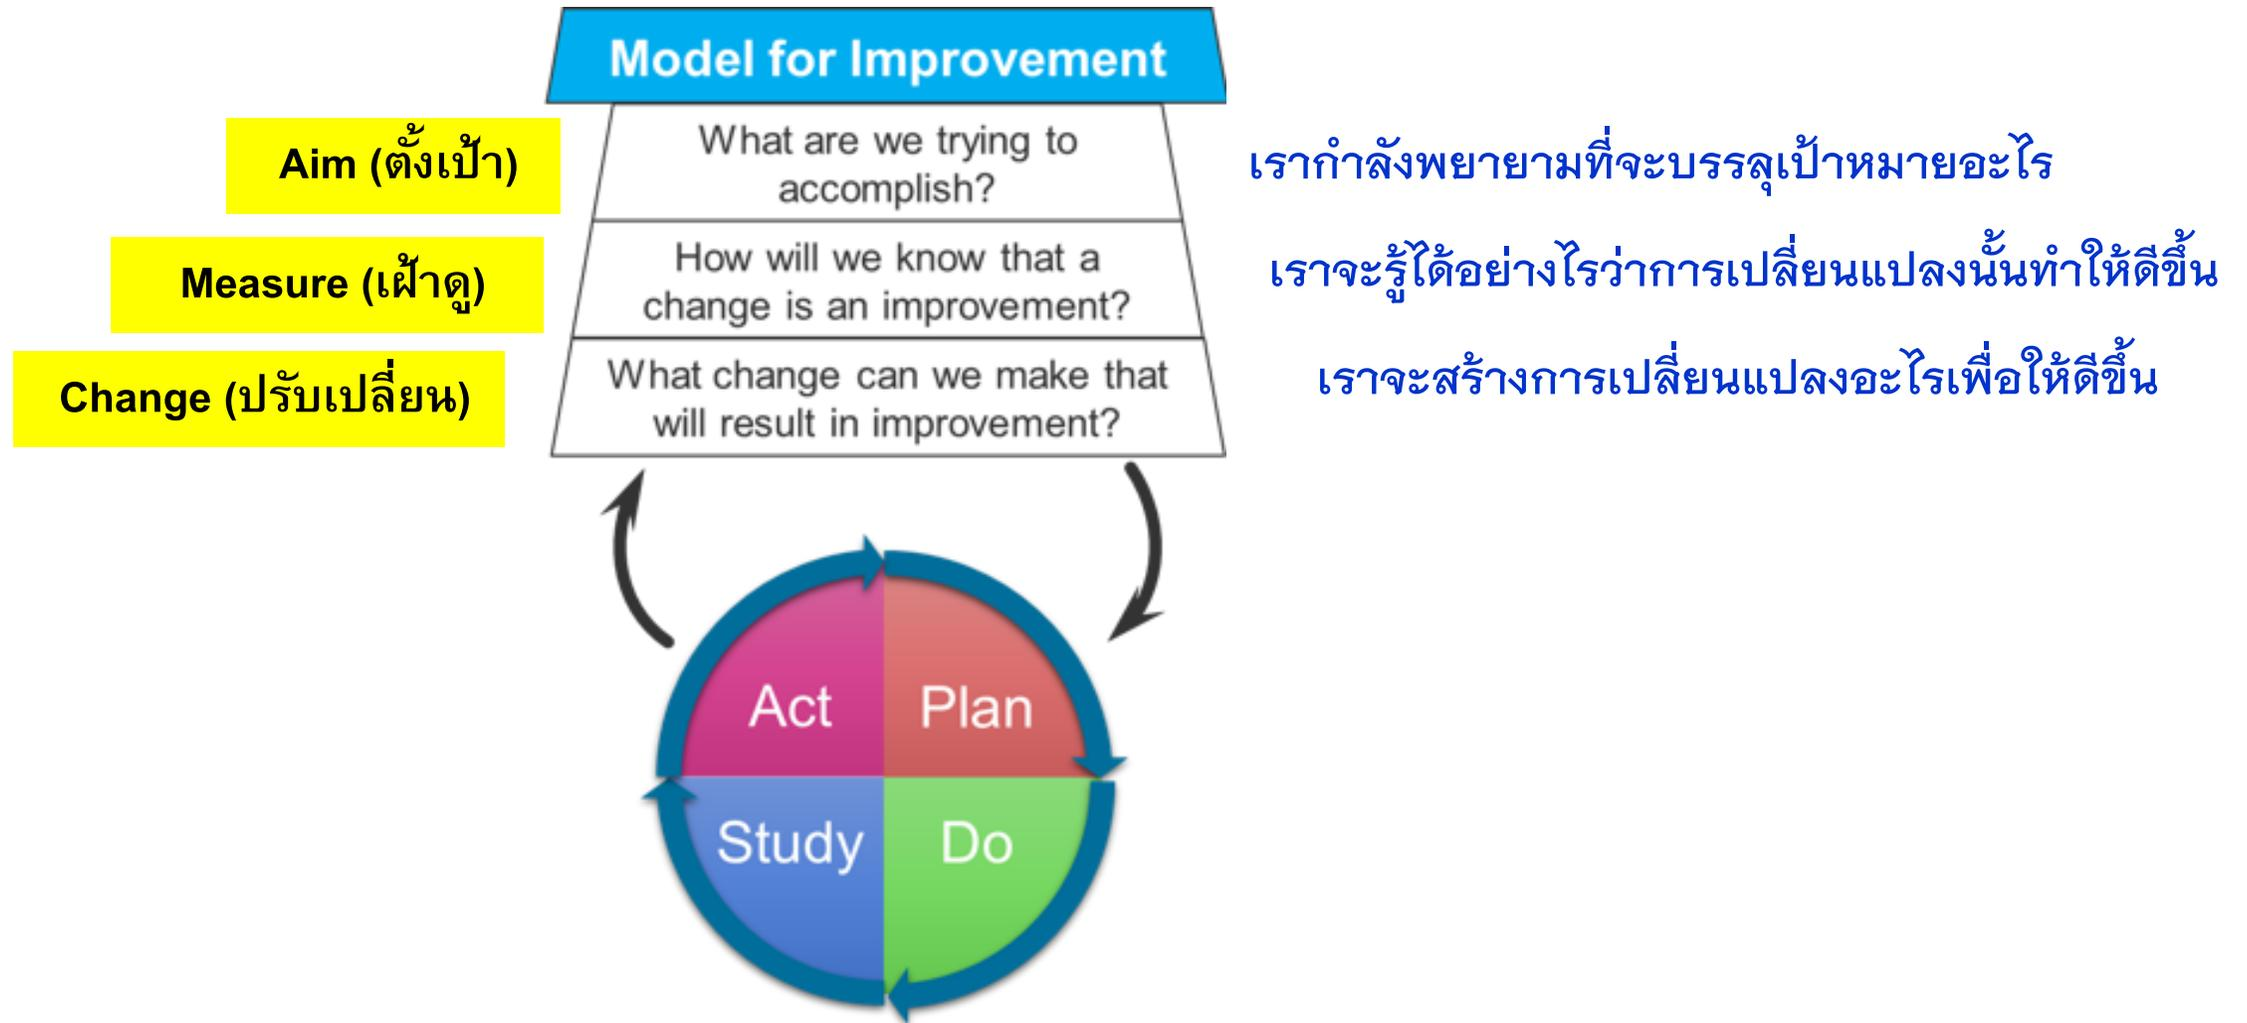 Model for Improvement
Aim (ตั้งเป้า)
What are we trying to
accomplish?
เรากำลังพยายามที่จะบรรลุเป้าหมายอะไร
Measure (เฝ้าดู)
How will we know that a
change is an improvement?
เราจะรู้ได้อย่างไรว่าการเปลี่ยนแปลงนั้นทำให้ดีขึ้น
Change (ปรับเปลี่ยน)
What change can we make that
will result in improvement?
เราจะสร้างการเปลี่ยนแปลงอะไรเพื่อให้ดีขึ้น
Act
Plan
Study
Do